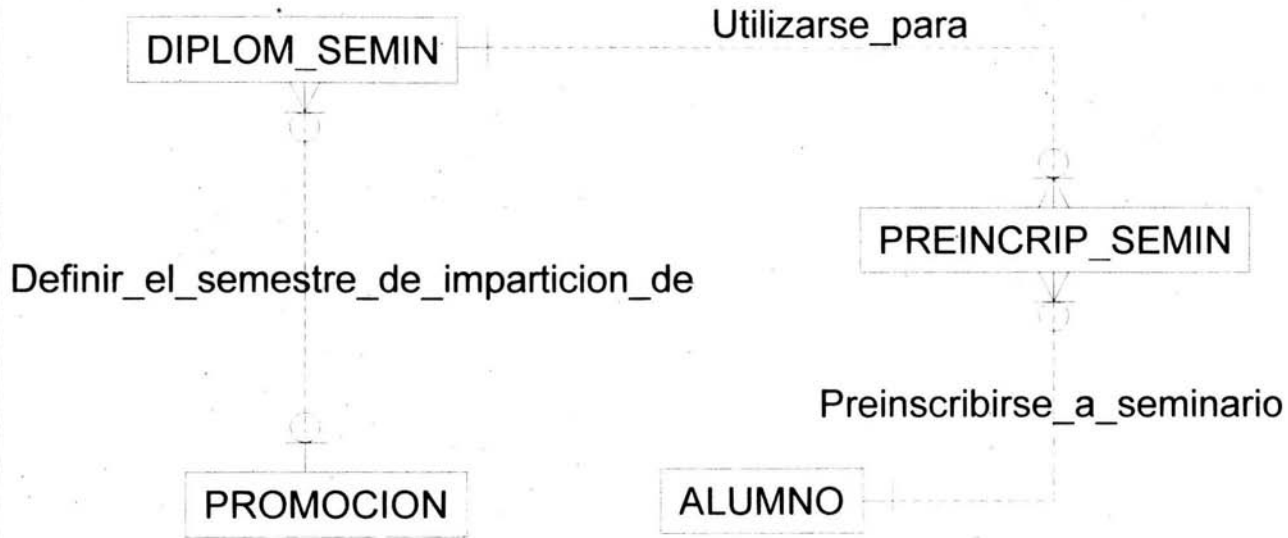 Utilizarse_para
DIPLOM_SEMIN
PREINCRIP_SEMIN
Definir_el_semestre_de_imparticion_de
Preinscribirse_a_seminario
PROMOCION
ALUMNO